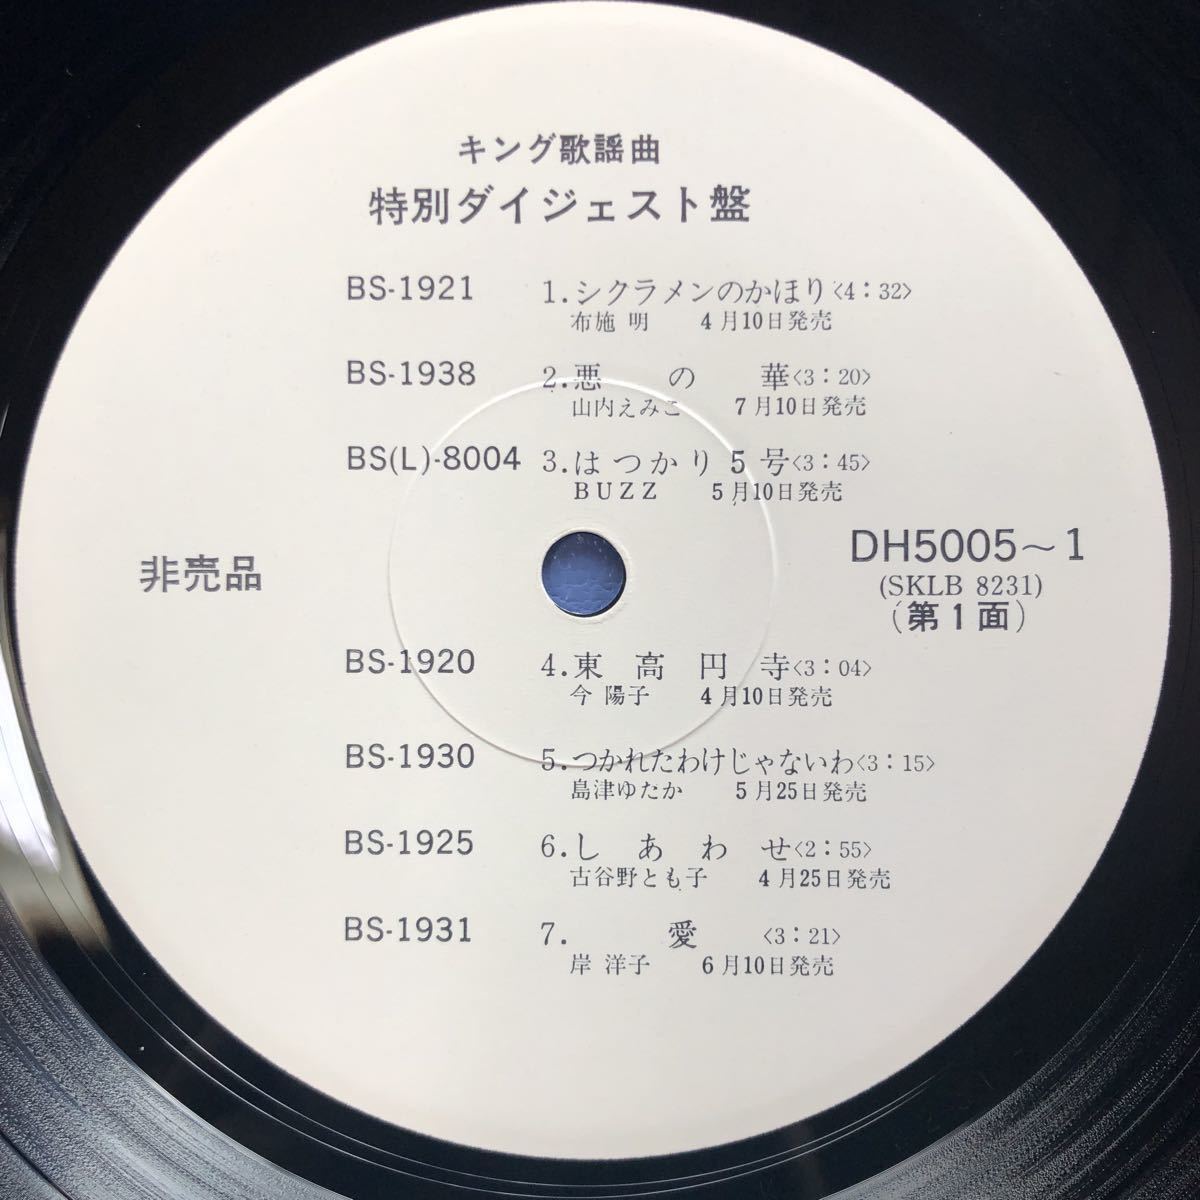 キング歌謡曲
特別ダイジェスト盤
BS-1921 1.シクラメンのかほり〈4：32〉
布施 明 4月10日発売
BS-1938 2.悪の華〈3：20〉
山内えみこ 7月10日発売
BS(L)-8004 3.はつかり5号〈3：45〉
BUZZ 5月10日発売
非売品
DH5005～1
(SKLB 8231)
(第1面)
BS-1920 4.東高円寺〈3：04〉
今 陽子 4月10日発売
BS-1930 5.つかれたわけじゃないわ〈3：15〉
島津ゆたか 5月25日発売
BS-1925 6.しあわせ〈2：55〉
古谷野とも子 4月25日発売
BS-1931 7.愛〈3：21〉
岸 洋子 6月10日発売